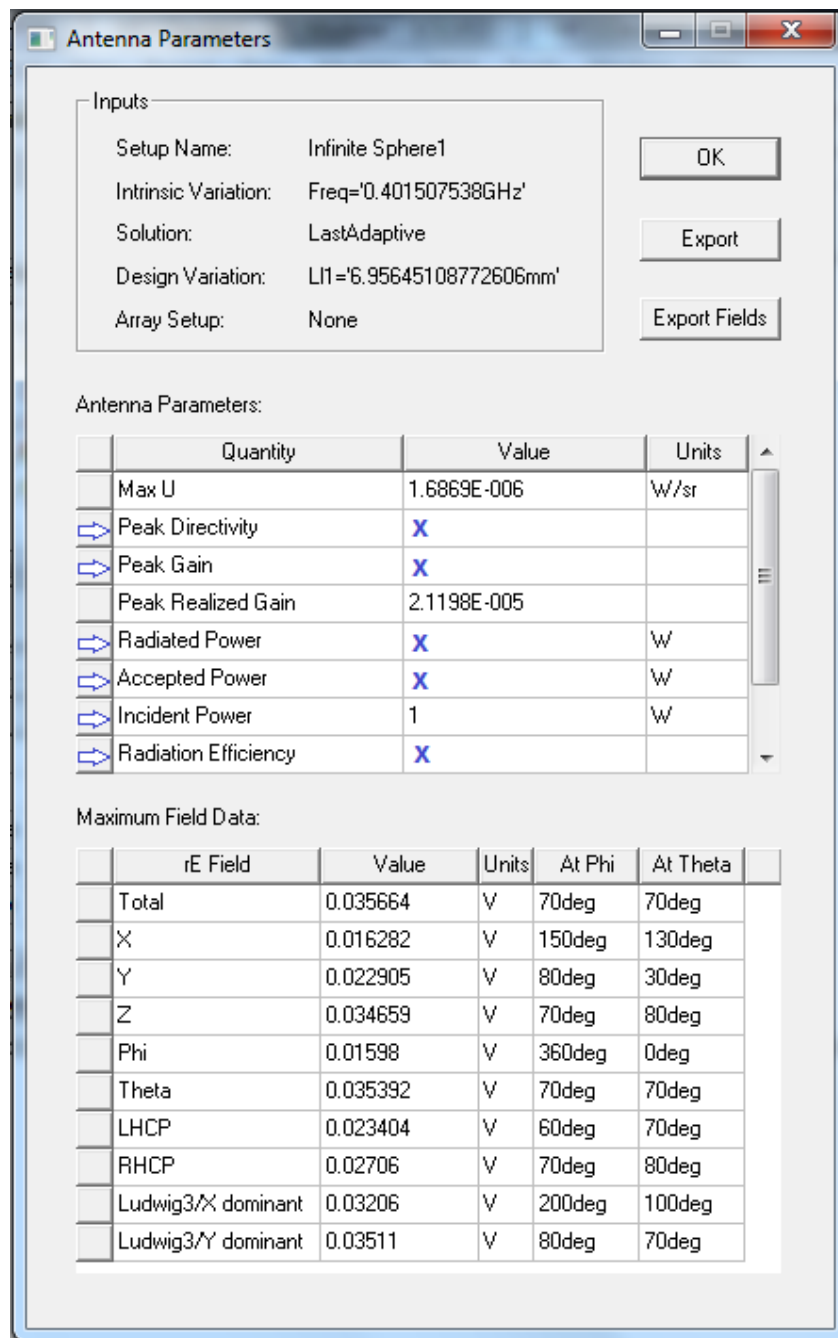 Antenna Parameters
Inputs
Setup Name: Infinite Sphere1
Intrinsic Variation: Freq='0.401507538GHz'
Solution: LastAdaptive
Design Variation: Ll1='6.95645108772606mm'
Array Setup: None
OK
Export
Export Fields
Antenna Parameters:
Quantity Value Units
Max U 1.6869E-006 W/sr
Peak Directivity X
Peak Gain X
Peak Realized Gain 2.1198E-005
Radiated Power X W
Accepted Power X W
Incident Power 1 W
Radiation Efficiency X
Maximum Field Data:
rE Field Value Units At Phi At Theta
Total 0.035664 V 70deg 70deg
X 0.016282 V 150deg 130deg
Y 0.022905 V 80deg 30deg
Z 0.034659 V 70deg 80deg
Phi 0.01598 V 360deg 0deg
Theta 0.035392 V 70deg 70deg
LHCP 0.023404 V 60deg 70deg
RHCP 0.02706 V 70deg 80deg
Ludwig3/X dominant 0.03206 V 200deg 100deg
Ludwig3/Y dominant 0.03511 V 80deg 70deg